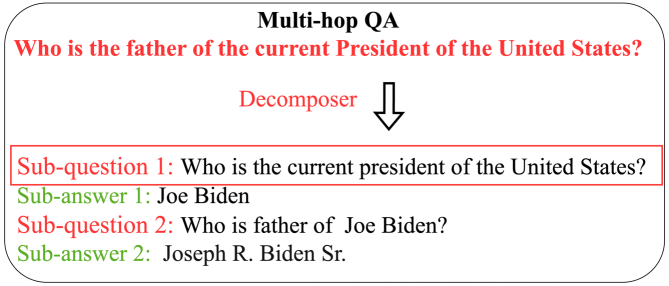 Multi-hop QA
Who is the father of the current President of the United States?
Decomposer
Sub-question 1: Who is the current president of the United States?
Sub-answer 1: Joe Biden
Sub-question 2: Who is father of Joe Biden?
Sub-answer 2: Joseph R. Biden Sr.